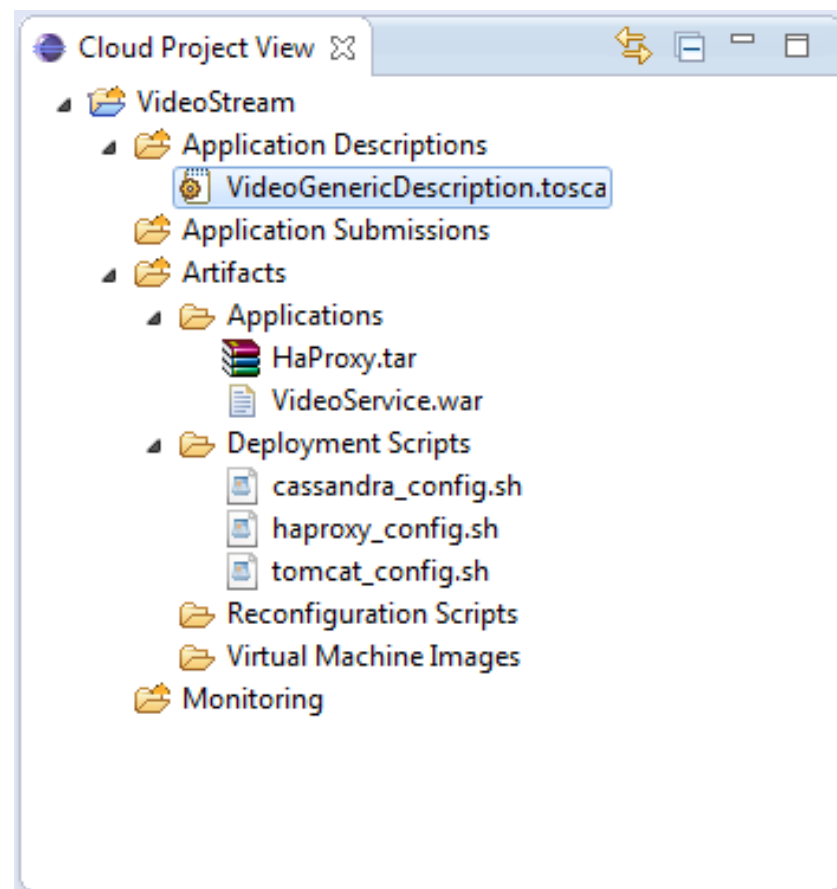 Cloud Project View
VideoStream
Application Descriptions
VideoGenericDescription.tosca
Application Submissions
Artifacts
Applications
HaProxy.tar
VideoService.war
Deployment Scripts
cassandra_config.sh
haproxy_config.sh
tomcat_config.sh
Reconfiguration Scripts
Virtual Machine Images
Monitoring